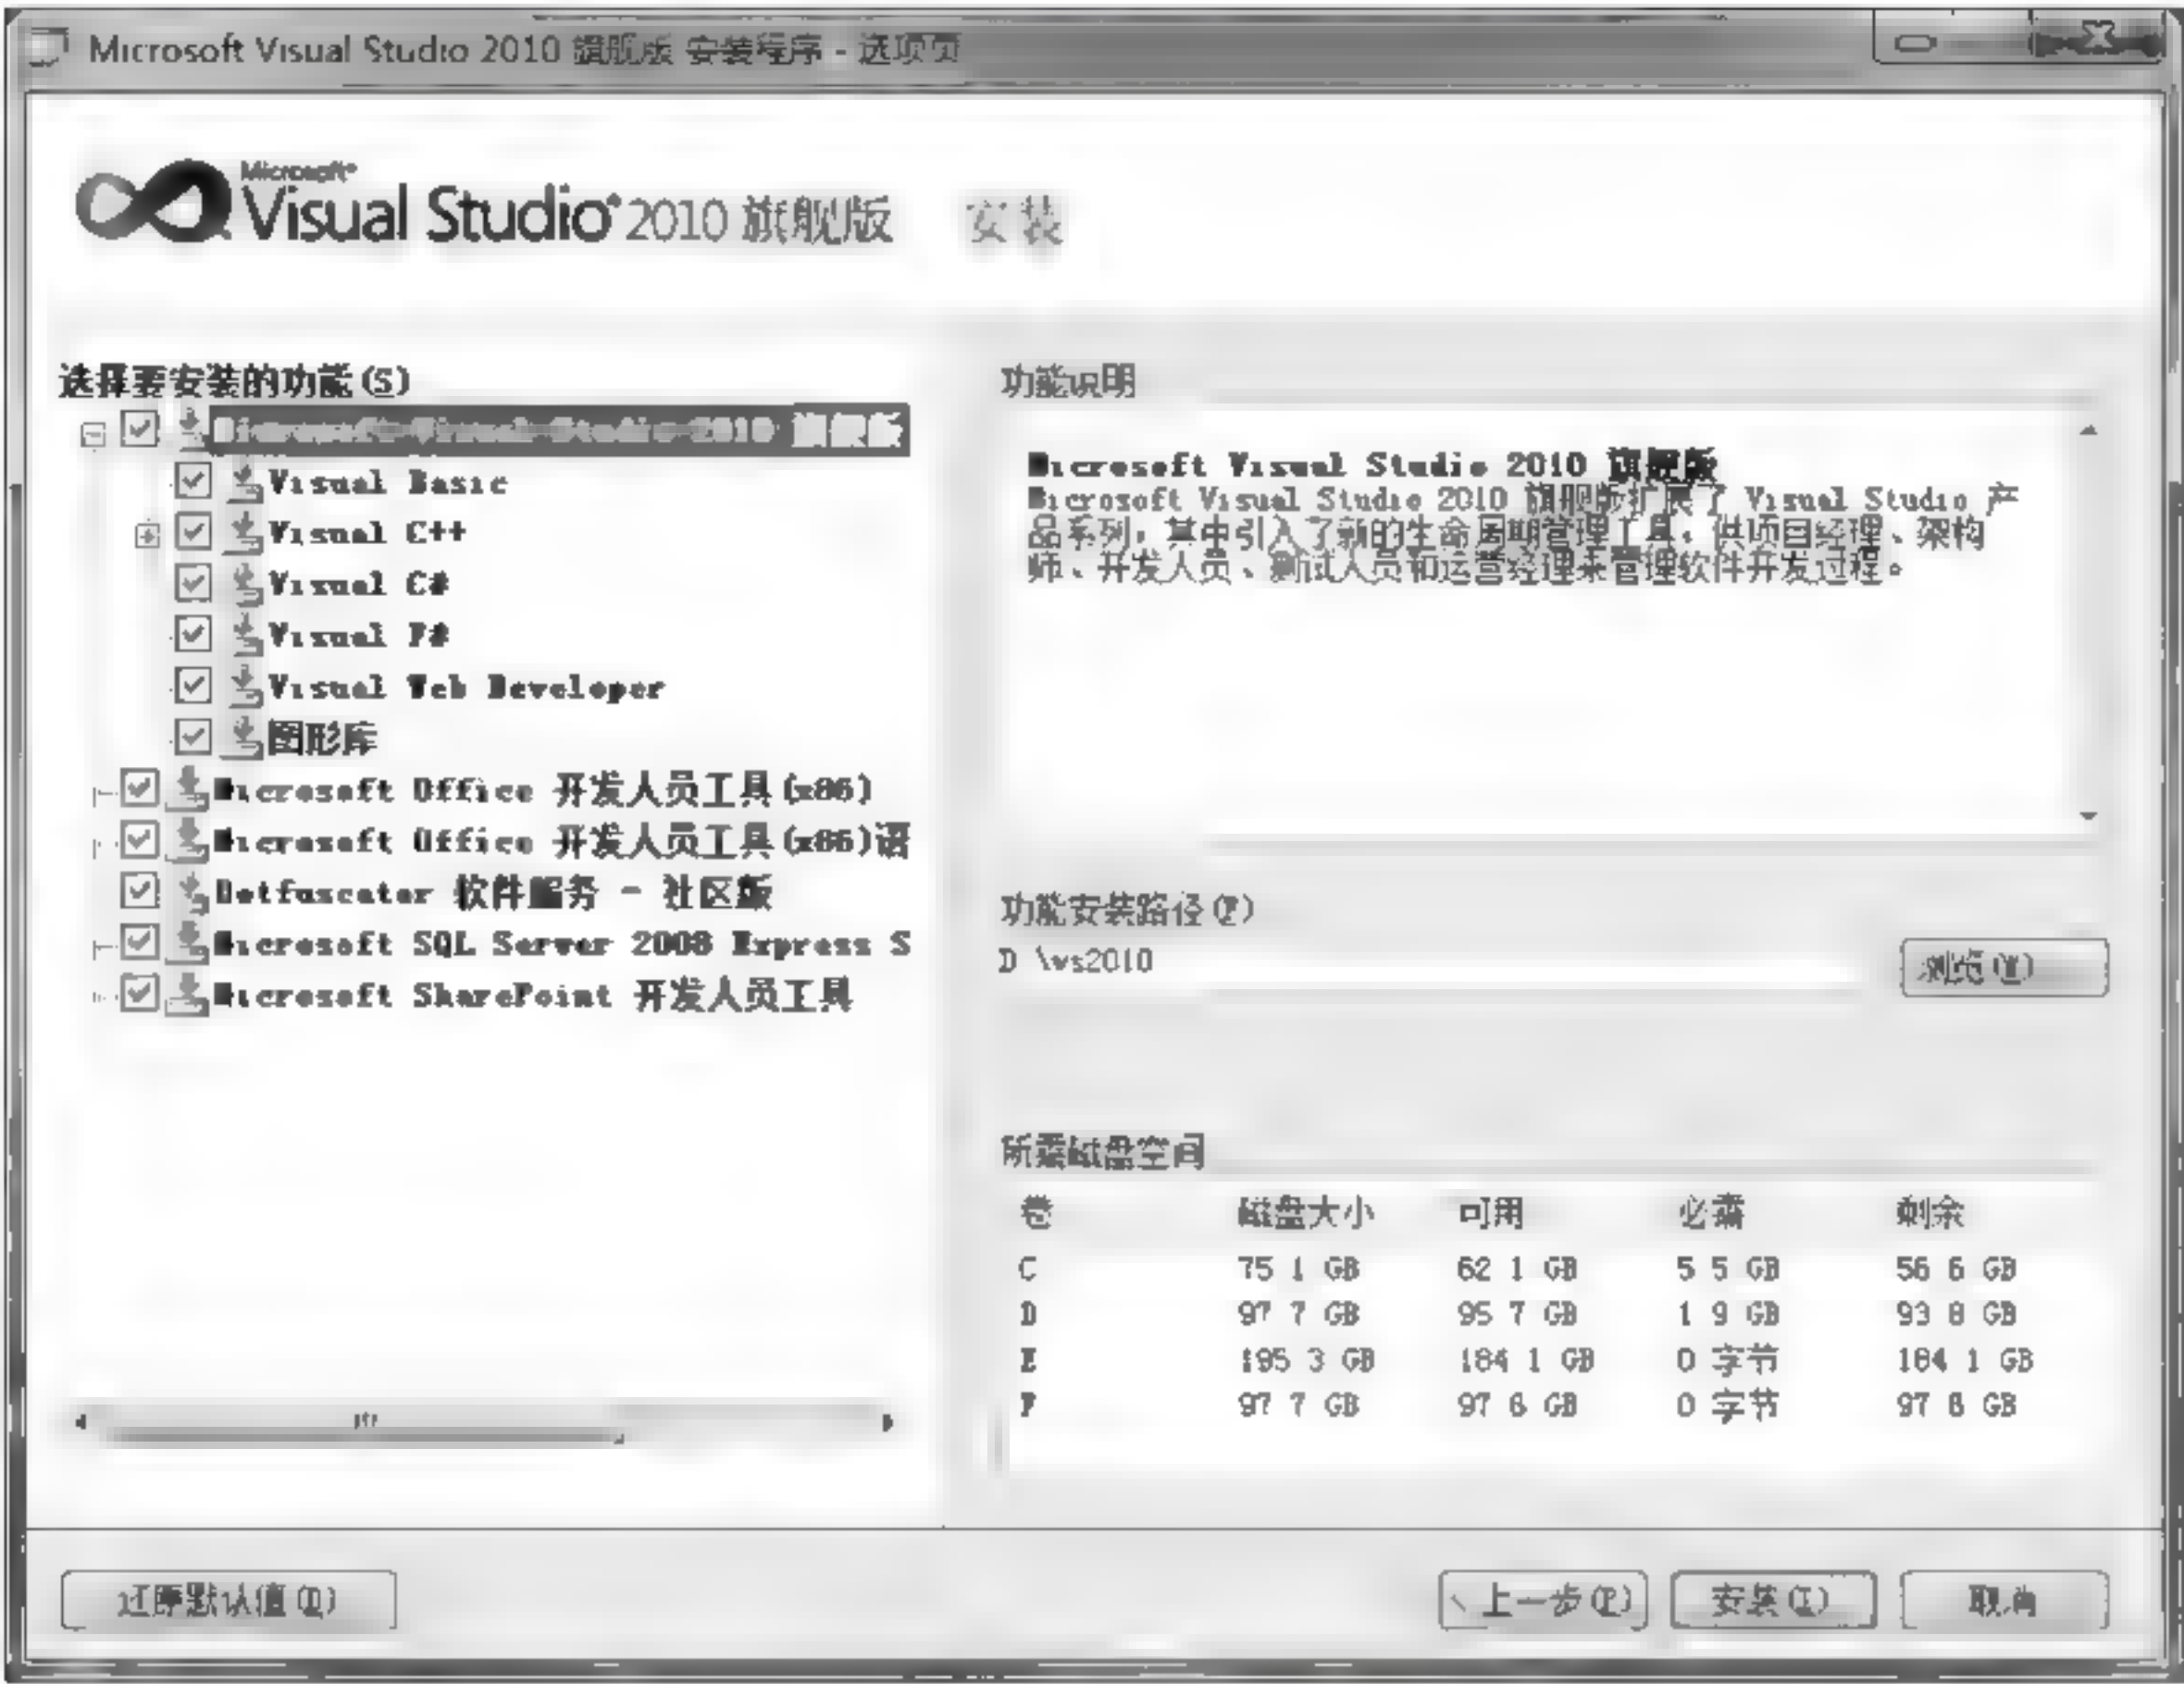 Microsoft Visual Studio 2010 旗舰版 安装程序 - 选项页
Microsoft®
Visual Studio® 2010 旗舰版 安装
选择要安装的功能(S)
Microsoft Visual Studio 2010 旗舰版
Visual Basic
Visual C++
Visual C#
Visual F#
Visual Web Developer
图形库
Microsoft Office 开发人员工具(x86)
Microsoft Office 开发人员工具(x86)语
Dotfuscator 软件服务 - 社区版
Microsoft SQL Server 2008 Express S
Microsoft SharePoint 开发人员工具
功能说明
Microsoft Visual Studio 2010 旗舰版
Microsoft Visual Studio 2010 旗舰版扩展了 Visual Studio 产
品系列，其中引入了新的生命周期管理工具，供项目经理、架构
师、开发人员、测试人员和运营经理来管理软件开发过程。
功能安装路径(P)
D \vs2010
浏览
所需磁盘空间
卷 磁盘大小 可用 必需 剩余
C 75 1 GB 62 1 GB 5 5 GB 56 6 GB
D 97 7 GB 95 7 GB 1 9 GB 93 8 GB
E 195 3 GB 184 1 GB 0 字节 184 1 GB
F 97 7 GB 97 6 GB 0 字节 97 6 GB
还原默认值
上一步(P)
安装(I)
取消